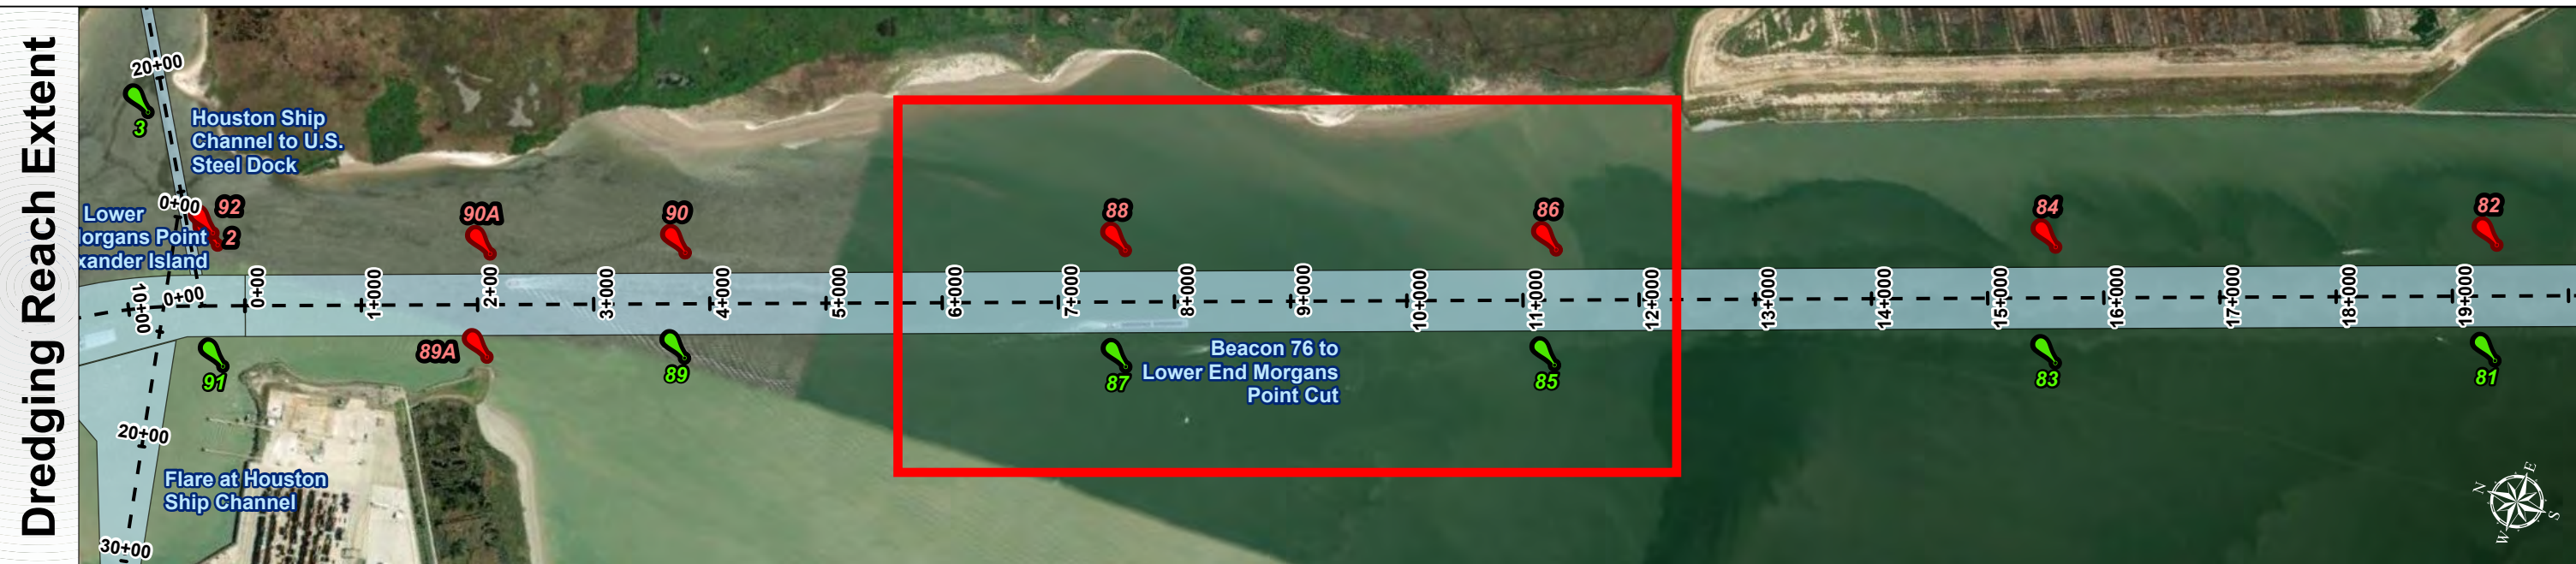 Dredging Reach Extent
20+00
3
Houston Ship
Channel to U.S.
Steel Dock
0+00
92
2
Lower
Morgans Point
xander Island
10+00
0+00
91
20+00
Flare at Houston
Ship Channel
30+00
90A
90
88
86
84
82
0+000
1+000
2+000
3+000
4+000
5+000
6+000
7+000
8+000
9+000
10+000
11+000
12+000
13+000
14+000
15+000
16+000
17+000
18+000
19+000
89A
89
87
Beacon 76 to
Lower End Morgans
Point Cut
85
83
81
N
E
S
W